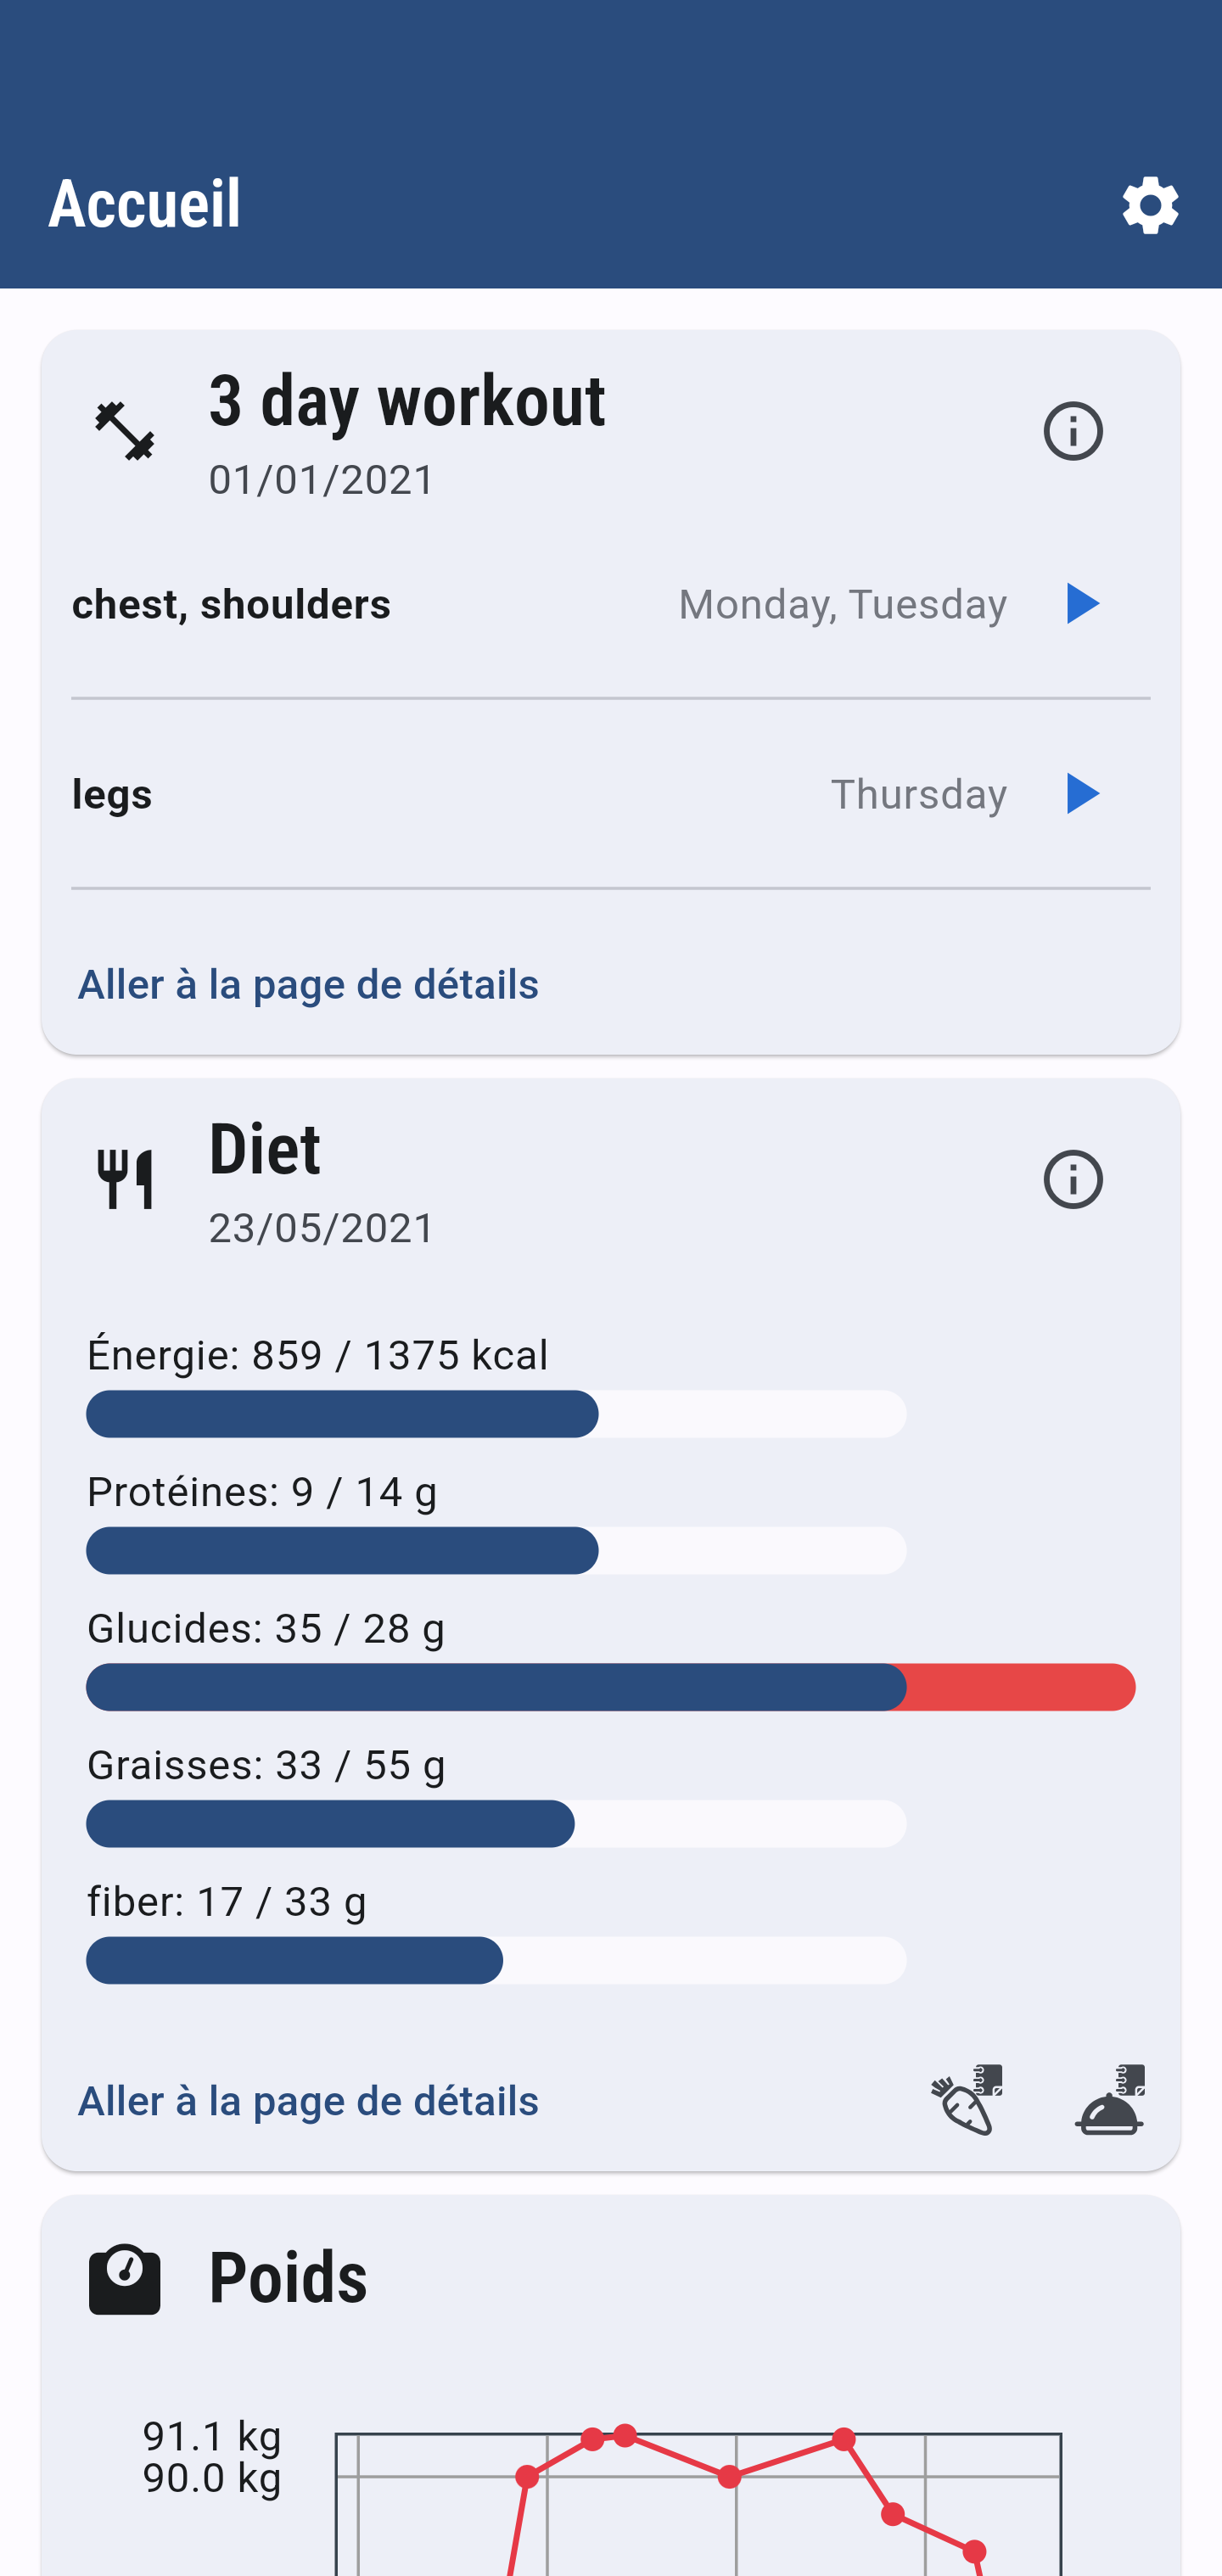 Accueil
3 day workout
01/01/2021
chest, shoulders Monday, Tuesday
legs Thursday
Aller à la page de détails
Diet
23/05/2021
Énergie: 859 / 1375 kcal
Protéines: 9 / 14 g
Glucides: 35 / 28 g
Graisses: 33 / 55 g
fiber: 17 / 33 g
Aller à la page de détails
Poids
91.1 kg
90.0 kg